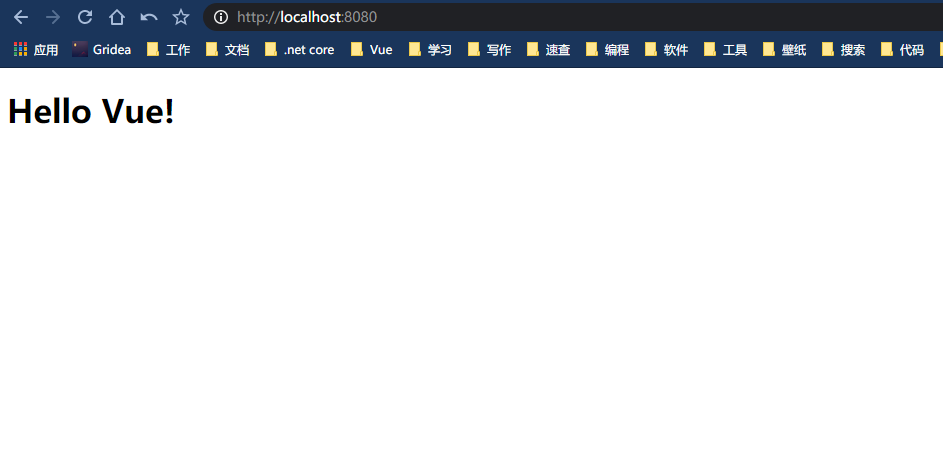 http://localhost:8080
应用 Gridea 工作 文档 .net core Vue 学习 写作 速查 编程 软件 工具 壁纸 搜索 代码
Hello Vue!